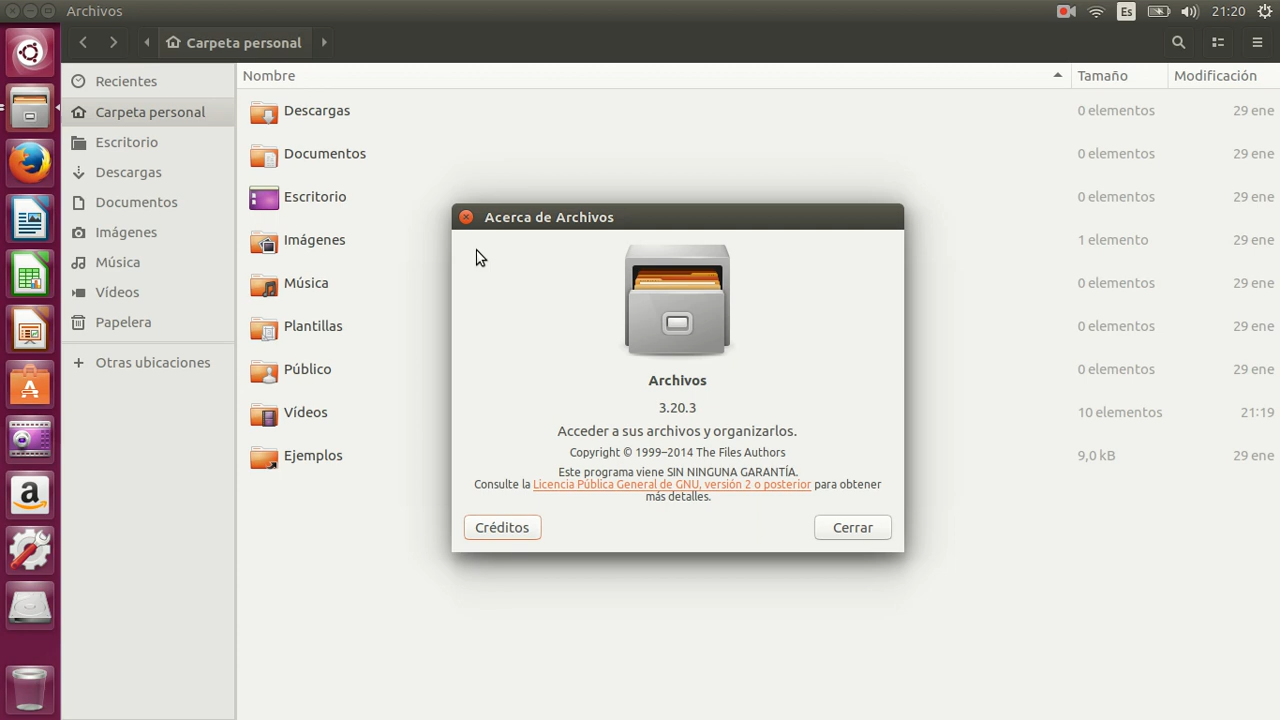 Archivos
Es
21:20
Carpeta personal
Recientes
Carpeta personal
Escritorio
Descargas
Documentos
Imágenes
Música
Vídeos
Papelera
Otras ubicaciones
Nombre Tamaño Modificación
Descargas 0 elementos 29 ene
Documentos 0 elementos 29 ene
Escritorio 0 elementos 29 ene
Imágenes 1 elemento 29 ene
Música 0 elementos 29 ene
Plantillas 0 elementos 29 ene
Público 0 elementos 29 ene
Vídeos 10 elementos 21:19
Ejemplos 9,0 kB 29 ene
Acerca de Archivos
Archivos
3.20.3
Acceder a sus archivos y organizarlos.
Copyright © 1999–2014 The Files Authors
Este programa viene SIN NINGUNA GARANTÍA.
Consulte la Licencia Pública General de GNU, versión 2 o posterior para obtener
más detalles.
Créditos
Cerrar